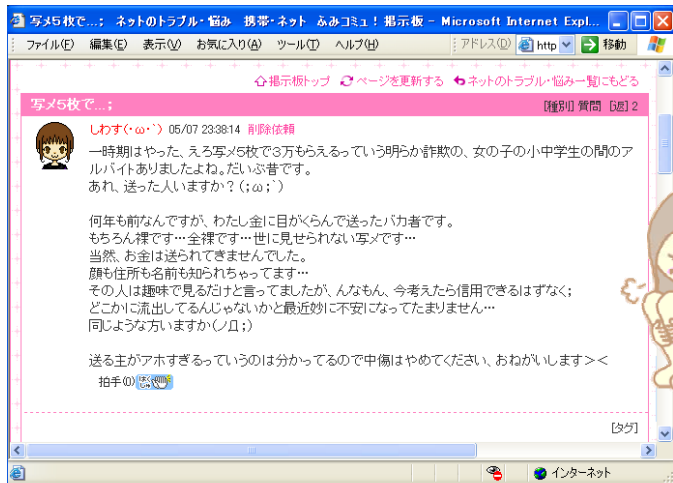 写メ5枚で…; ネットのトラブル・悩み 携帯・ネット ふみコミュ！掲示板 - Microsoft Internet Expl...
ファイル(F) 編集(E) 表示(V) お気に入り(A) ツール(T) ヘルプ(H) アドレス(D) http 移動
掲示板トップ ページを更新する ネットのトラブル・悩み一覧にもどる
写メ5枚で…; [種別] 質問 [返] 2
しわす(・ω・`) 05/07 23:38:14 削除依頼
一時期はやった、えろ写メ5枚で3万もらえるっていう明らか詐欺の、女の子の小中学生の間のア
ルバイトありましたよね。だいぶ昔です。
あれ、送った人いますか？(;ω;`)
何年も前なんですが、わたし金に目がくらんで送ったバカ者です。
もちろん裸です…全裸です…世に見せられない写メです…
当然、お金は送られてきませんでした。
顔も住所も名前も知られちゃってます…
その人は趣味で見るだけと言ってましたが、んなもん、今考えたら信用できるはずなく;
どこかに流出してるんじゃないかと最近妙に不安になってたまりません…
同じような方いますか(ノД;)
送る主がアホすぎるっていうのは分かってるので中傷はやめてください、おねがいします＞＜
拍手(0)
[タグ]
インターネット